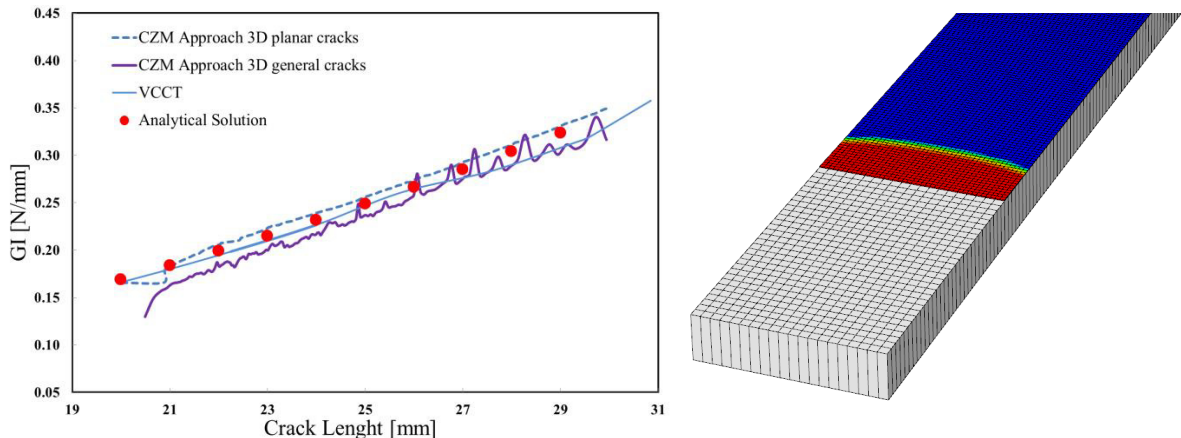 0.45
0.40
0.35
0.30
0.25
0.20
0.15
0.10
0.05
GI [N/mm]
CZM Approach 3D planar cracks
CZM Approach 3D general cracks
VCCT
Analytical Solution
19 21 23 25 27 29 31
Crack Lenght [mm]